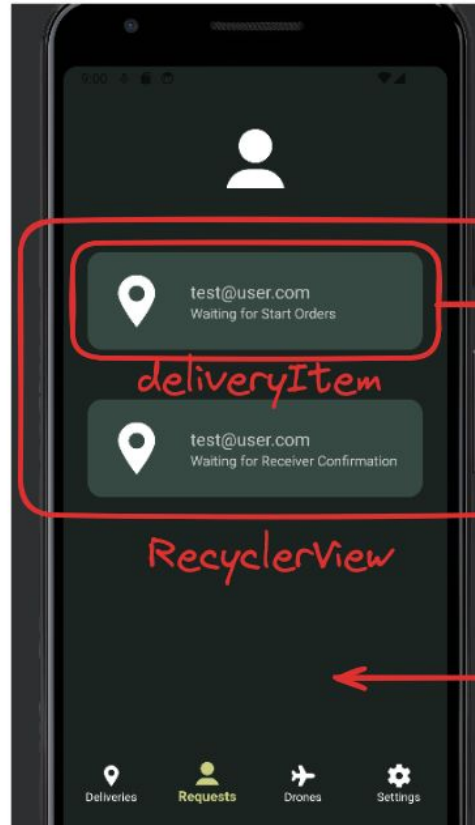 9:00
test@user.com
Waiting for Start Orders
deliveryItem
test@user.com
Waiting for Receiver Confirmation
RecyclerView
Deliveries Requests Drones Settings